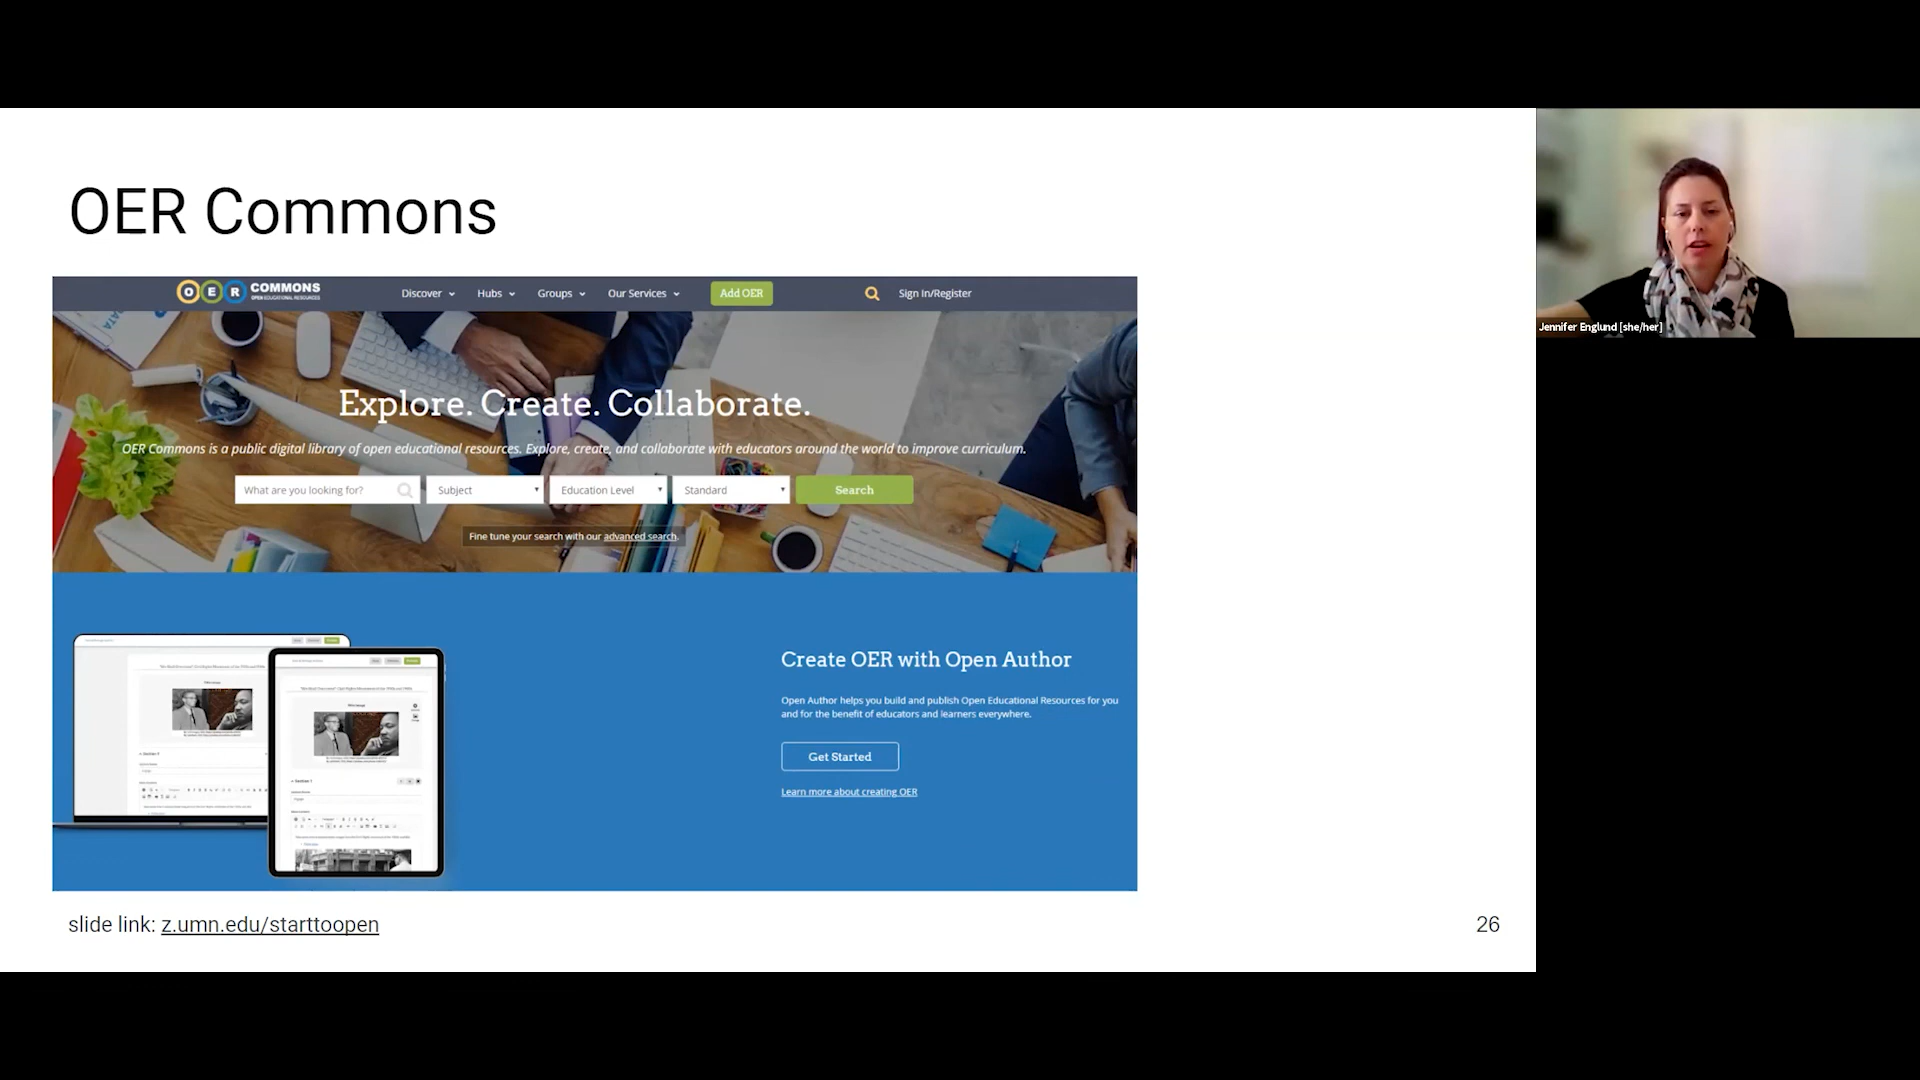 OER Commons
OER COMMONS
OPEN EDUCATIONAL RESOURCES
Discover Hubs Groups Our Services Add OER Sign In/Register
Explore. Create. Collaborate.
OER Commons is a public digital library of open educational resources. Explore, create, and collaborate with educators around the world to improve curriculum.
What are you looking for? Subject Education Level Standard Search
Fine tune your search with our advanced search.
Create OER with Open Author
Open Author helps you build and publish Open Educational Resources for you
and for the benefit of educators and learners everywhere.
Get Started
Learn more about creating OER
slide link: z.umn.edu/starttoopen
26
Jennifer Englund [she/her]